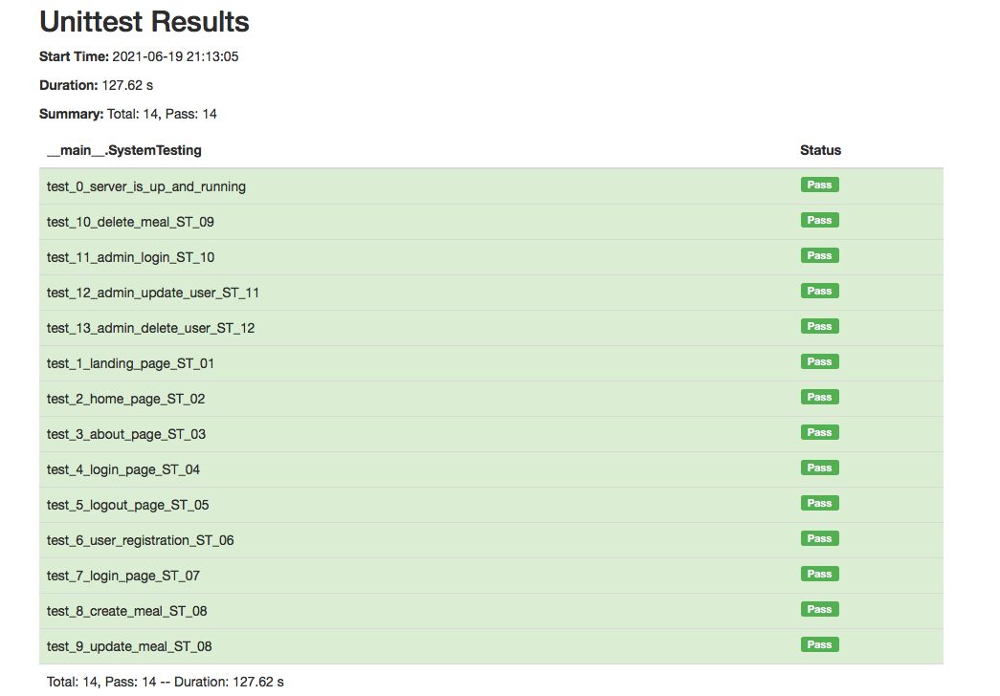 Unittest Results
Start Time: 2021-06-19 21:13:05
Duration: 127.62 s
Summary: Total: 14, Pass: 14
__main__.SystemTesting Status
test_0_server_is_up_and_running Pass
test_10_delete_meal_ST_09 Pass
test_11_admin_login_ST_10 Pass
test_12_admin_update_user_ST_11 Pass
test_13_admin_delete_user_ST_12 Pass
test_1_landing_page_ST_01 Pass
test_2_home_page_ST_02 Pass
test_3_about_page_ST_03 Pass
test_4_login_page_ST_04 Pass
test_5_logout_page_ST_05 Pass
test_6_user_registration_ST_06 Pass
test_7_login_page_ST_07 Pass
test_8_create_meal_ST_08 Pass
test_9_update_meal_ST_08 Pass
Total: 14, Pass: 14 -- Duration: 127.62 s